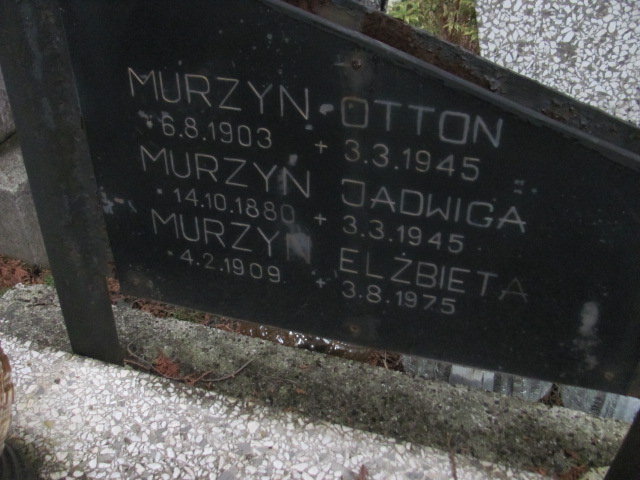 MURZYN OTTON
*6.8.1903 + 3.3.1945
MURZYN JADWIGA
*14.10.1880 + 3.3.1945
MURZYN ELŻBIETA
*4.2.1909 + 3.8.1975